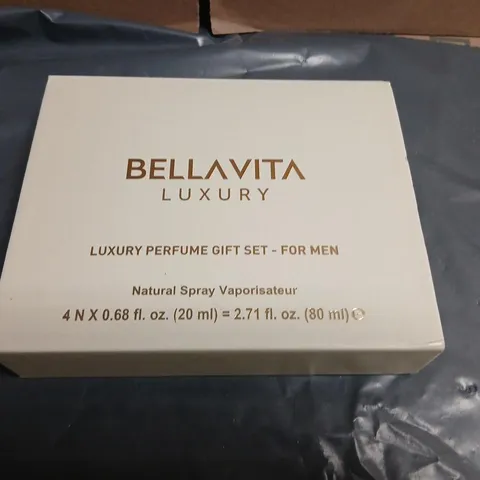 BELLAVITA
LUXURY
LUXURY PERFUME GIFT SET - FOR MEN
Natural Spray Vaporisateur
4 N X 0.68 fl. oz. (20 ml) = 2.71 fl. oz. (80 ml)